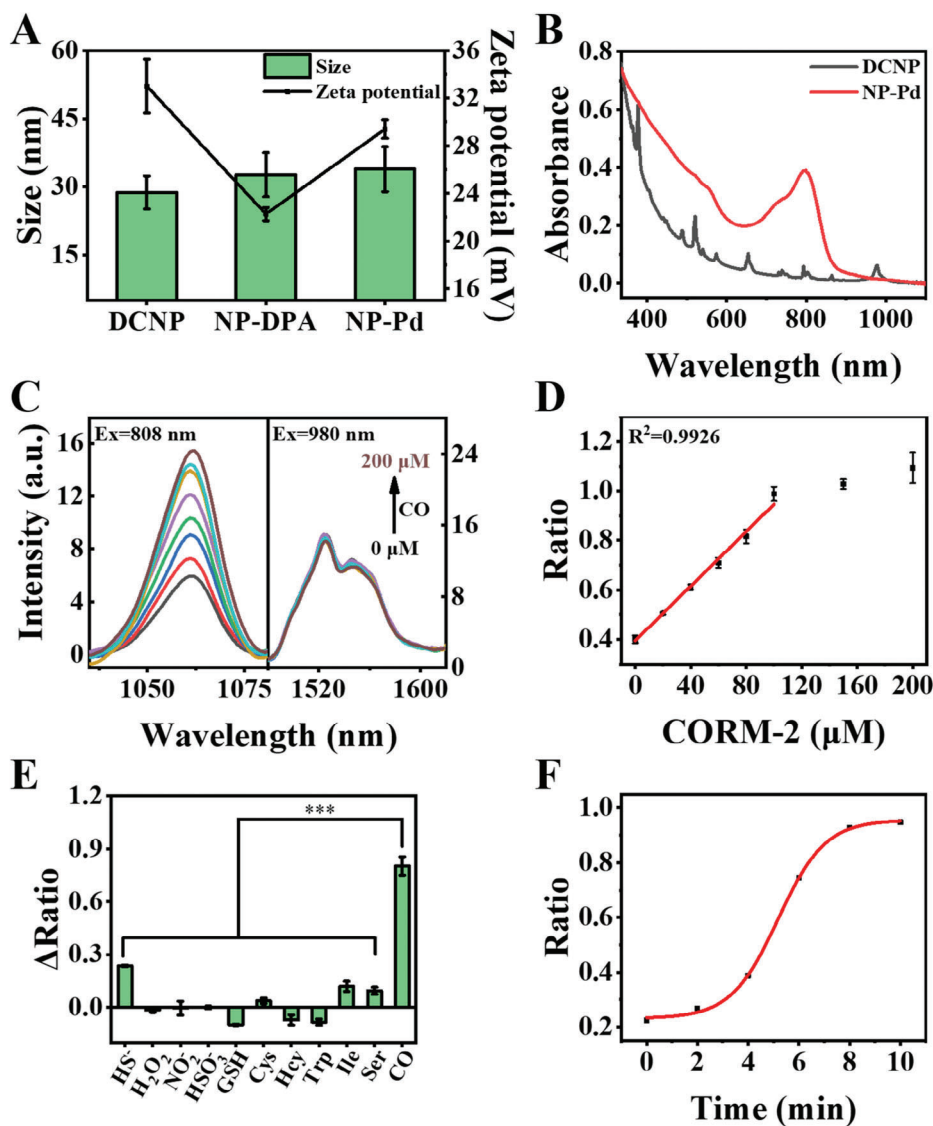 A
Size (nm)
60
45
30
15
Size
Zeta potential
36
32
28
24
20
16
Zeta potential (mV)
DCNP NP-DPA NP-Pd
B
Absorbance
0.8
0.6
0.4
0.2
0.0
DCNP
NP-Pd
400 600 800 1000
Wavelength (nm)
C
Intensity (a.u.)
16
12
8
4
0
Ex=808 nm
Ex=980 nm
200 μM
CO
0 μM
24
16
8
0
1050 1075 1520 1600
Wavelength (nm)
D
Ratio
R²=0.9926
1.2
1.0
0.8
0.6
0.4
0 40 80 120 160 200
CORM-2 (μM)
E
ΔRatio
1.2
0.9
0.6
0.3
0.0
***
HS⁻ H₂O₂ NO₂⁻ HSO₃⁻ GSH Cys Hcy Trp Ile Ser CO
F
Ratio
1.0
0.8
0.6
0.4
0.2
0 2 4 6 8 10
Time (min)